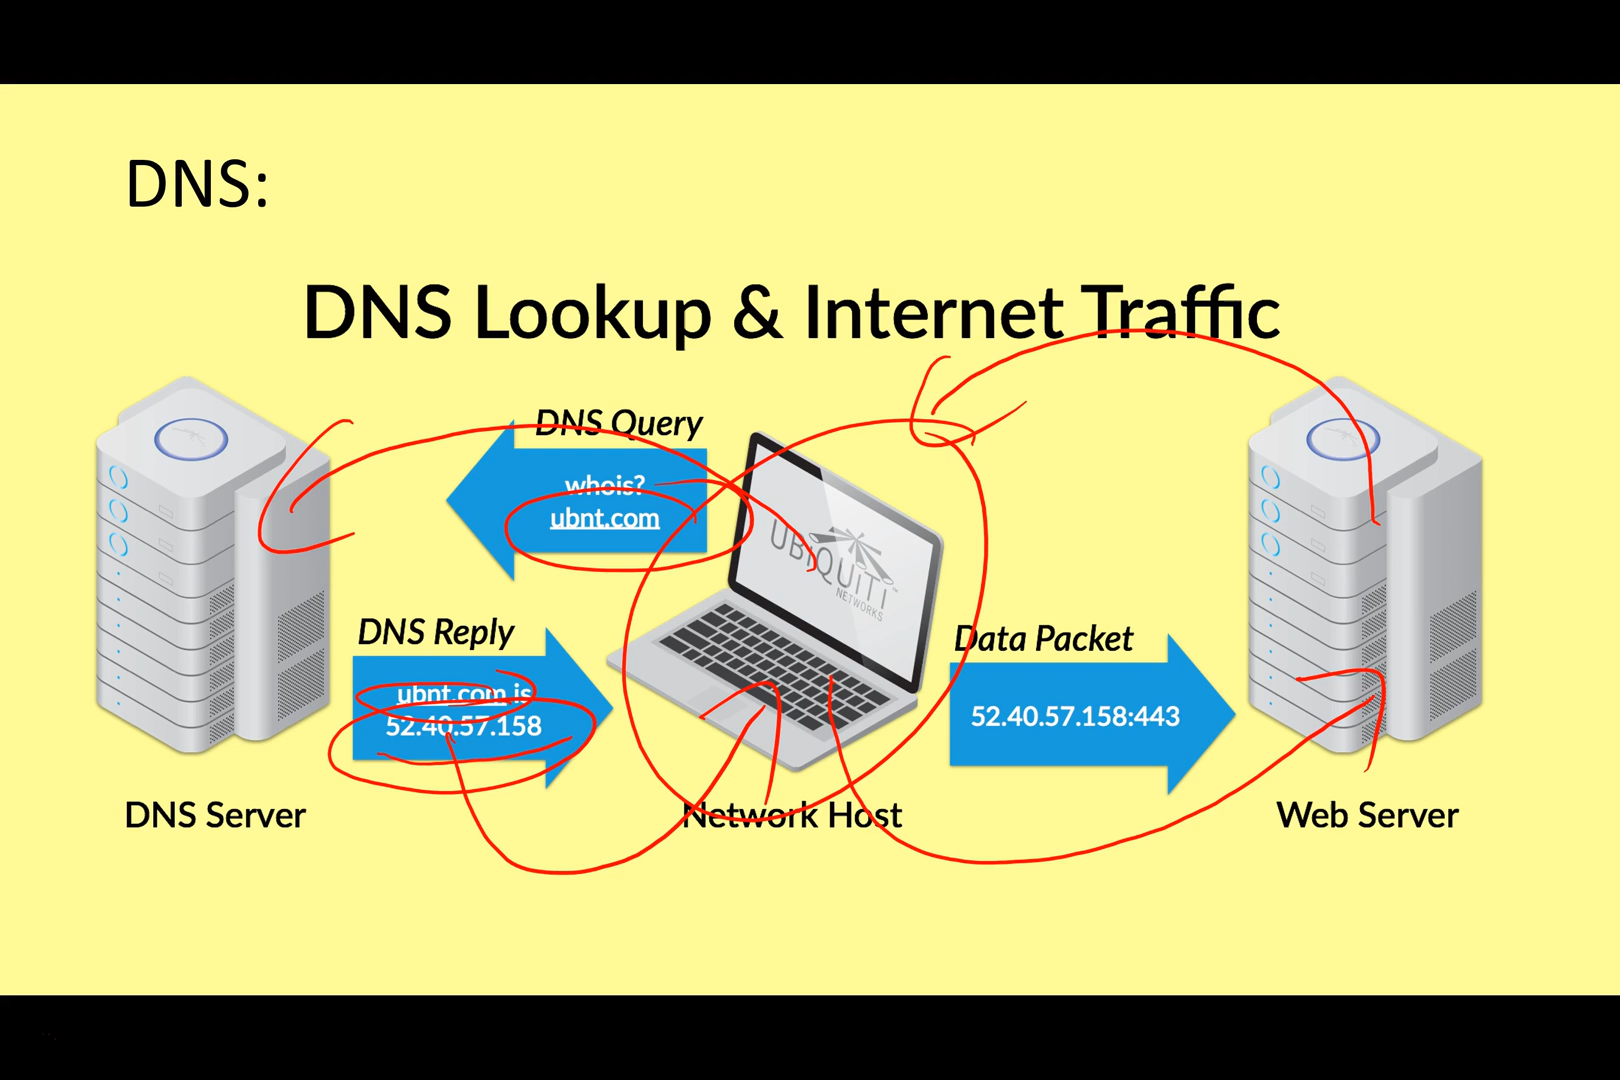 DNS:
DNS Lookup & Internet Traffic
DNS Query
whois?
ubnt.com
UBIQUITI
NETWORKS™
DNS Reply
ubnt.com is
52.40.57.158
Data Packet
52.40.57.158:443
DNS Server
Network Host
Web Server